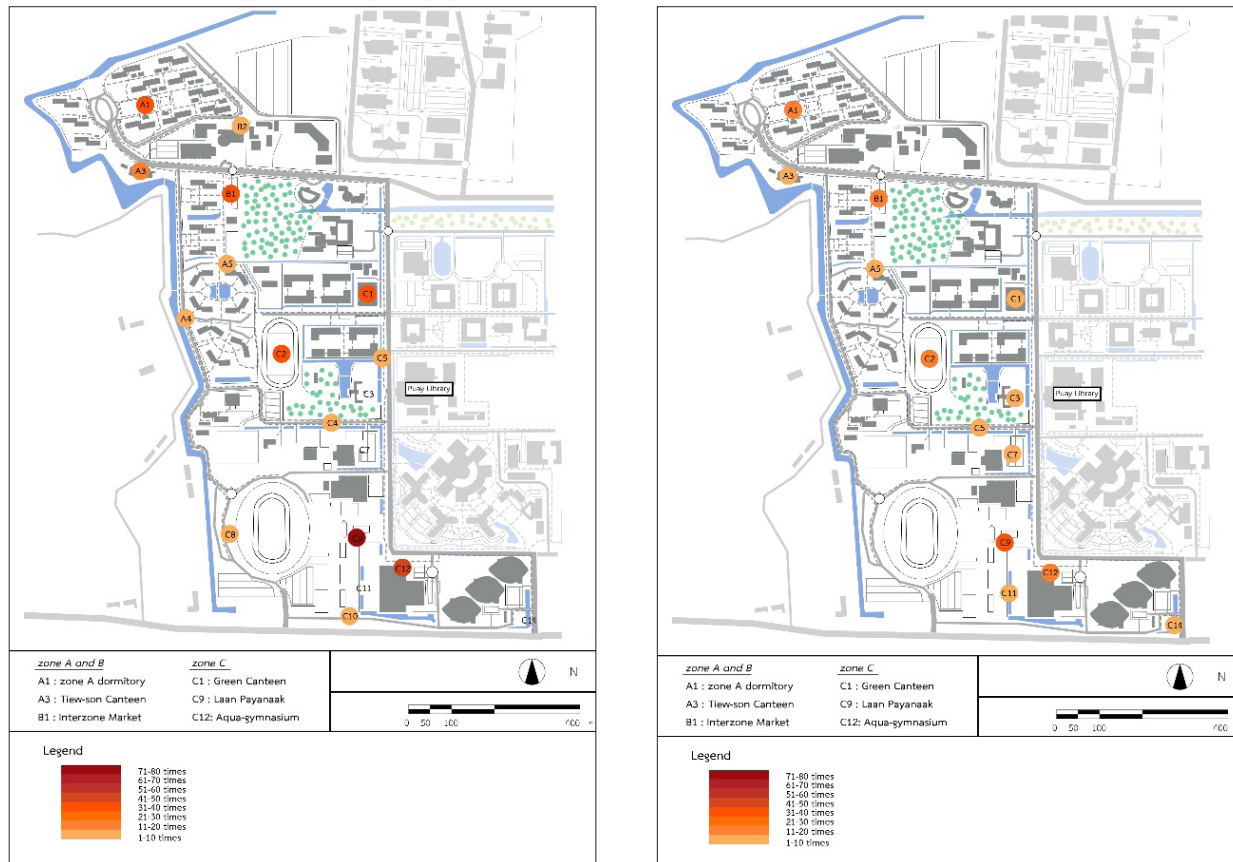 A1
B2
A3
B1
A5
C1
A4
C2
C5
C3
Puay Library
C4
C7
C8
C9
C12
C11
C10
C14
zone A and B
A1 : zone A dormitory
A3 : Tiew-son Canteen
B1 : Interzone Market
zone C
C1 : Green Canteen
C9 : Laan Payanaak
C12: Aqua-gymnasium
N
0 50 100 400
Legend
71-80 times
61-70 times
51-60 times
41-50 times
31-40 times
21-30 times
11-20 times
1-10 times
A1
A3
B1
A5
C1
C2
C3
Puay Library
C5
C7
C9
C12
C11
C14
zone A and B
A1 : zone A dormitory
A3 : Tiew-son Canteen
B1 : Interzone Market
zone C
C1 : Green Canteen
C9 : Laan Payanaak
C12: Aqua-gymnasium
N
0 50 100 400
Legend
71-80 times
61-70 times
51-60 times
41-50 times
31-40 times
21-30 times
11-20 times
1-10 times